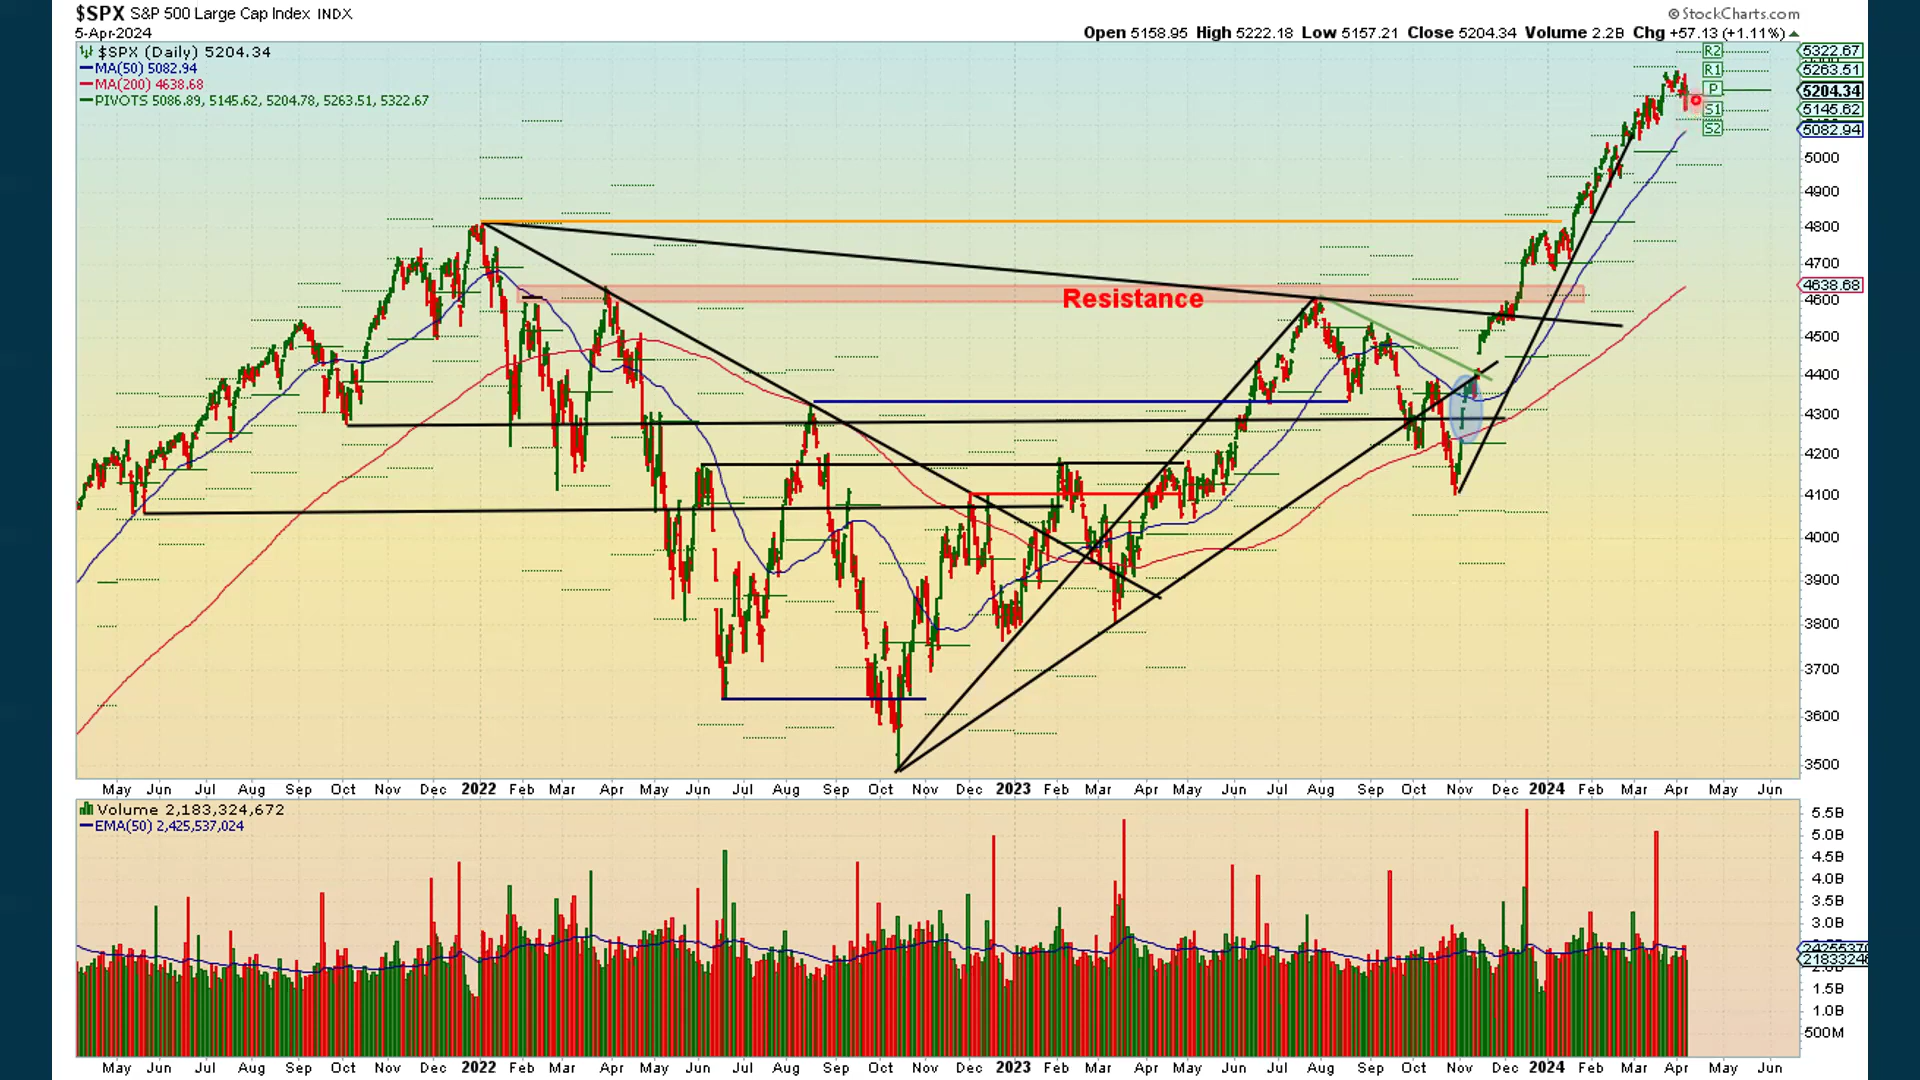 $SPX S&P 500 Large Cap Index INDX
© StockCharts.com
5-Apr-2024
Open 5158.95 High 5222.18 Low 5157.21 Close 5204.34 Volume 2.2B Chg +57.13 (+1.11%)
$SPX (Daily) 5204.34
MA(50) 5082.94
MA(200) 4638.68
PIVOTS 5086.89, 5145.62, 5204.78, 5263.51, 5322.67
R2
R1
P
S1
S2
5322.67
5263.51
5204.34
5145.62
5082.94
5000
4900
4800
4700
4638.68
4600
4500
4400
4300
4200
4100
4000
3900
3800
3700
3600
3500
Resistance
May Jun Jul Aug Sep Oct Nov Dec 2022 Feb Mar Apr May Jun Jul Aug Sep Oct Nov Dec 2023 Feb Mar Apr May Jun Jul Aug Sep Oct Nov Dec 2024 Feb Mar Apr May Jun
Volume 2,183,324,672
EMA(50) 2,425,537,024
5.5B
5.0B
4.5B
4.0B
3.5B
3.0B
24255370
21833246
1.5B
1.0B
500M
May Jun Jul Aug Sep Oct Nov Dec 2022 Feb Mar Apr May Jun Jul Aug Sep Oct Nov Dec 2023 Feb Mar Apr May Jun Jul Aug Sep Oct Nov Dec 2024 Feb Mar Apr May Jun